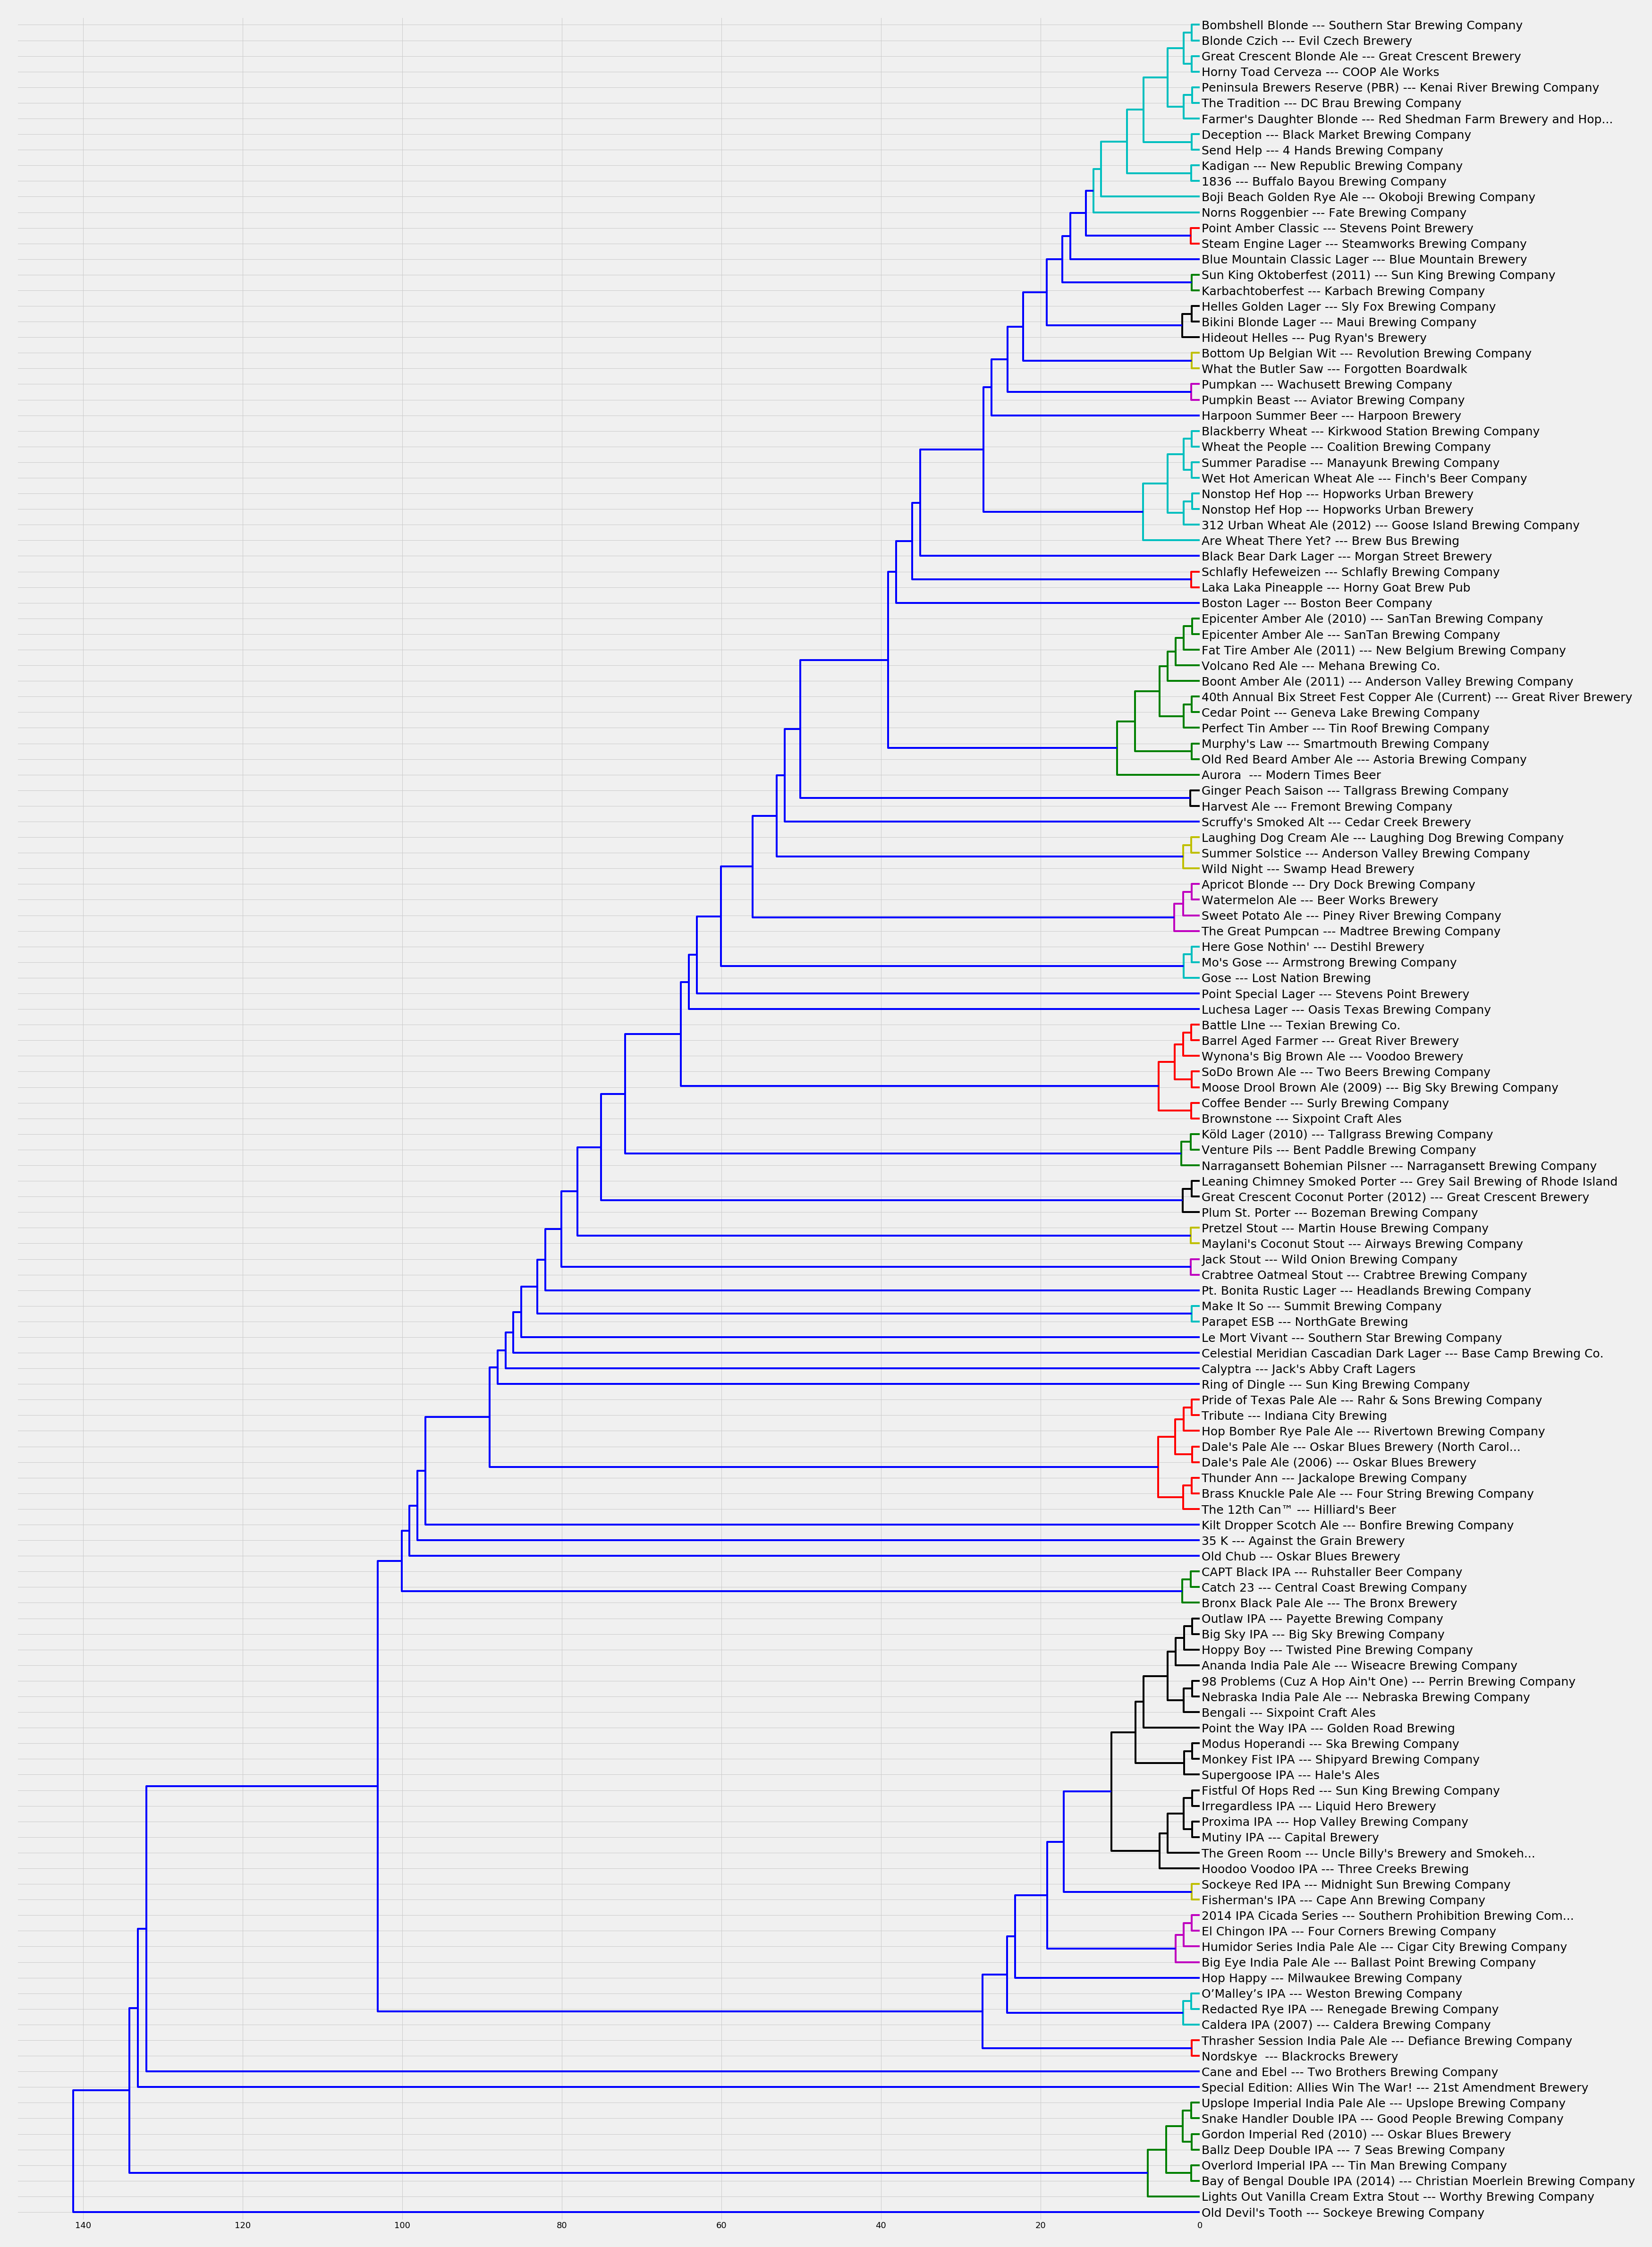 Bombshell Blonde --- Southern Star Brewing Company
Blonde Czich --- Evil Czech Brewery
Great Crescent Blonde Ale --- Great Crescent Brewery
Horny Toad Cerveza --- COOP Ale Works
Peninsula Brewers Reserve (PBR) --- Kenai River Brewing Company
The Tradition --- DC Brau Brewing Company
Farmer's Daughter Blonde --- Red Shedman Farm Brewery and Hop...
Deception --- Black Market Brewing Company
Send Help --- 4 Hands Brewing Company
Kadigan --- New Republic Brewing Company
1836 --- Buffalo Bayou Brewing Company
Boji Beach Golden Rye Ale --- Okoboji Brewing Company
Norns Roggenbier --- Fate Brewing Company
Point Amber Classic --- Stevens Point Brewery
Steam Engine Lager --- Steamworks Brewing Company
Blue Mountain Classic Lager --- Blue Mountain Brewery
Sun King Oktoberfest (2011) --- Sun King Brewing Company
Karbachtoberfest --- Karbach Brewing Company
Helles Golden Lager --- Sly Fox Brewing Company
Bikini Blonde Lager --- Maui Brewing Company
Hideout Helles --- Pug Ryan's Brewery
Bottom Up Belgian Wit --- Revolution Brewing Company
What the Butler Saw --- Forgotten Boardwalk
Pumpkan --- Wachusett Brewing Company
Pumpkin Beast --- Aviator Brewing Company
Harpoon Summer Beer --- Harpoon Brewery
Blackberry Wheat --- Kirkwood Station Brewing Company
Wheat the People --- Coalition Brewing Company
Summer Paradise --- Manayunk Brewing Company
Wet Hot American Wheat Ale --- Finch's Beer Company
Nonstop Hef Hop --- Hopworks Urban Brewery
Nonstop Hef Hop --- Hopworks Urban Brewery
312 Urban Wheat Ale (2012) --- Goose Island Brewing Company
Are Wheat There Yet? --- Brew Bus Brewing
Black Bear Dark Lager --- Morgan Street Brewery
Schlafly Hefeweizen --- Schlafly Brewing Company
Laka Laka Pineapple --- Horny Goat Brew Pub
Boston Lager --- Boston Beer Company
Epicenter Amber Ale (2010) --- SanTan Brewing Company
Epicenter Amber Ale --- SanTan Brewing Company
Fat Tire Amber Ale (2011) --- New Belgium Brewing Company
Volcano Red Ale --- Mehana Brewing Co.
Boont Amber Ale (2011) --- Anderson Valley Brewing Company
40th Annual Bix Street Fest Copper Ale (Current) --- Great River Brewery
Cedar Point --- Geneva Lake Brewing Company
Perfect Tin Amber --- Tin Roof Brewing Company
Murphy's Law --- Smartmouth Brewing Company
Old Red Beard Amber Ale --- Astoria Brewing Company
Aurora  --- Modern Times Beer
Ginger Peach Saison --- Tallgrass Brewing Company
Harvest Ale --- Fremont Brewing Company
Scruffy's Smoked Alt --- Cedar Creek Brewery
Laughing Dog Cream Ale --- Laughing Dog Brewing Company
Summer Solstice --- Anderson Valley Brewing Company
Wild Night --- Swamp Head Brewery
Apricot Blonde --- Dry Dock Brewing Company
Watermelon Ale --- Beer Works Brewery
Sweet Potato Ale --- Piney River Brewing Company
The Great Pumpcan --- Madtree Brewing Company
Here Gose Nothin' --- Destihl Brewery
Mo's Gose --- Armstrong Brewing Company
Gose --- Lost Nation Brewing
Point Special Lager --- Stevens Point Brewery
Luchesa Lager --- Oasis Texas Brewing Company
Battle LIne --- Texian Brewing Co.
Barrel Aged Farmer --- Great River Brewery
Wynona's Big Brown Ale --- Voodoo Brewery
SoDo Brown Ale --- Two Beers Brewing Company
Moose Drool Brown Ale (2009) --- Big Sky Brewing Company
Coffee Bender --- Surly Brewing Company
Brownstone --- Sixpoint Craft Ales
Köld Lager (2010) --- Tallgrass Brewing Company
Venture Pils --- Bent Paddle Brewing Company
Narragansett Bohemian Pilsner --- Narragansett Brewing Company
Leaning Chimney Smoked Porter --- Grey Sail Brewing of Rhode Island
Great Crescent Coconut Porter (2012) --- Great Crescent Brewery
Plum St. Porter --- Bozeman Brewing Company
Pretzel Stout --- Martin House Brewing Company
Maylani's Coconut Stout --- Airways Brewing Company
Jack Stout --- Wild Onion Brewing Company
Crabtree Oatmeal Stout --- Crabtree Brewing Company
Pt. Bonita Rustic Lager --- Headlands Brewing Company
Make It So --- Summit Brewing Company
Parapet ESB --- NorthGate Brewing
Le Mort Vivant --- Southern Star Brewing Company
Celestial Meridian Cascadian Dark Lager --- Base Camp Brewing Co.
Calyptra --- Jack's Abby Craft Lagers
Ring of Dingle --- Sun King Brewing Company
Pride of Texas Pale Ale --- Rahr & Sons Brewing Company
Tribute --- Indiana City Brewing
Hop Bomber Rye Pale Ale --- Rivertown Brewing Company
Dale's Pale Ale --- Oskar Blues Brewery (North Carol...
Dale's Pale Ale (2006) --- Oskar Blues Brewery
Thunder Ann --- Jackalope Brewing Company
Brass Knuckle Pale Ale --- Four String Brewing Company
The 12th Can™ --- Hilliard's Beer
Kilt Dropper Scotch Ale --- Bonfire Brewing Company
35 K --- Against the Grain Brewery
Old Chub --- Oskar Blues Brewery
CAPT Black IPA --- Ruhstaller Beer Company
Catch 23 --- Central Coast Brewing Company
Bronx Black Pale Ale --- The Bronx Brewery
Outlaw IPA --- Payette Brewing Company
Big Sky IPA --- Big Sky Brewing Company
Hoppy Boy --- Twisted Pine Brewing Company
Ananda India Pale Ale --- Wiseacre Brewing Company
98 Problems (Cuz A Hop Ain't One) --- Perrin Brewing Company
Nebraska India Pale Ale --- Nebraska Brewing Company
Bengali --- Sixpoint Craft Ales
Point the Way IPA --- Golden Road Brewing
Modus Hoperandi --- Ska Brewing Company
Monkey Fist IPA --- Shipyard Brewing Company
Supergoose IPA --- Hale's Ales
Fistful Of Hops Red --- Sun King Brewing Company
Irregardless IPA --- Liquid Hero Brewery
Proxima IPA --- Hop Valley Brewing Company
Mutiny IPA --- Capital Brewery
The Green Room --- Uncle Billy's Brewery and Smokeh...
Hoodoo Voodoo IPA --- Three Creeks Brewing
Sockeye Red IPA --- Midnight Sun Brewing Company
Fisherman's IPA --- Cape Ann Brewing Company
2014 IPA Cicada Series --- Southern Prohibition Brewing Com...
El Chingon IPA --- Four Corners Brewing Company
Humidor Series India Pale Ale --- Cigar City Brewing Company
Big Eye India Pale Ale --- Ballast Point Brewing Company
Hop Happy --- Milwaukee Brewing Company
O’Malley’s IPA --- Weston Brewing Company
Redacted Rye IPA --- Renegade Brewing Company
Caldera IPA (2007) --- Caldera Brewing Company
Thrasher Session India Pale Ale --- Defiance Brewing Company
Nordskye  --- Blackrocks Brewery
Cane and Ebel --- Two Brothers Brewing Company
Special Edition: Allies Win The War! --- 21st Amendment Brewery
Upslope Imperial India Pale Ale --- Upslope Brewing Company
Snake Handler Double IPA --- Good People Brewing Company
Gordon Imperial Red (2010) --- Oskar Blues Brewery
Ballz Deep Double IPA --- 7 Seas Brewing Company
Overlord Imperial IPA --- Tin Man Brewing Company
Bay of Bengal Double IPA (2014) --- Christian Moerlein Brewing Company
Lights Out Vanilla Cream Extra Stout --- Worthy Brewing Company
Old Devil's Tooth --- Sockeye Brewing Company
140 120 100 80 60 40 20 0